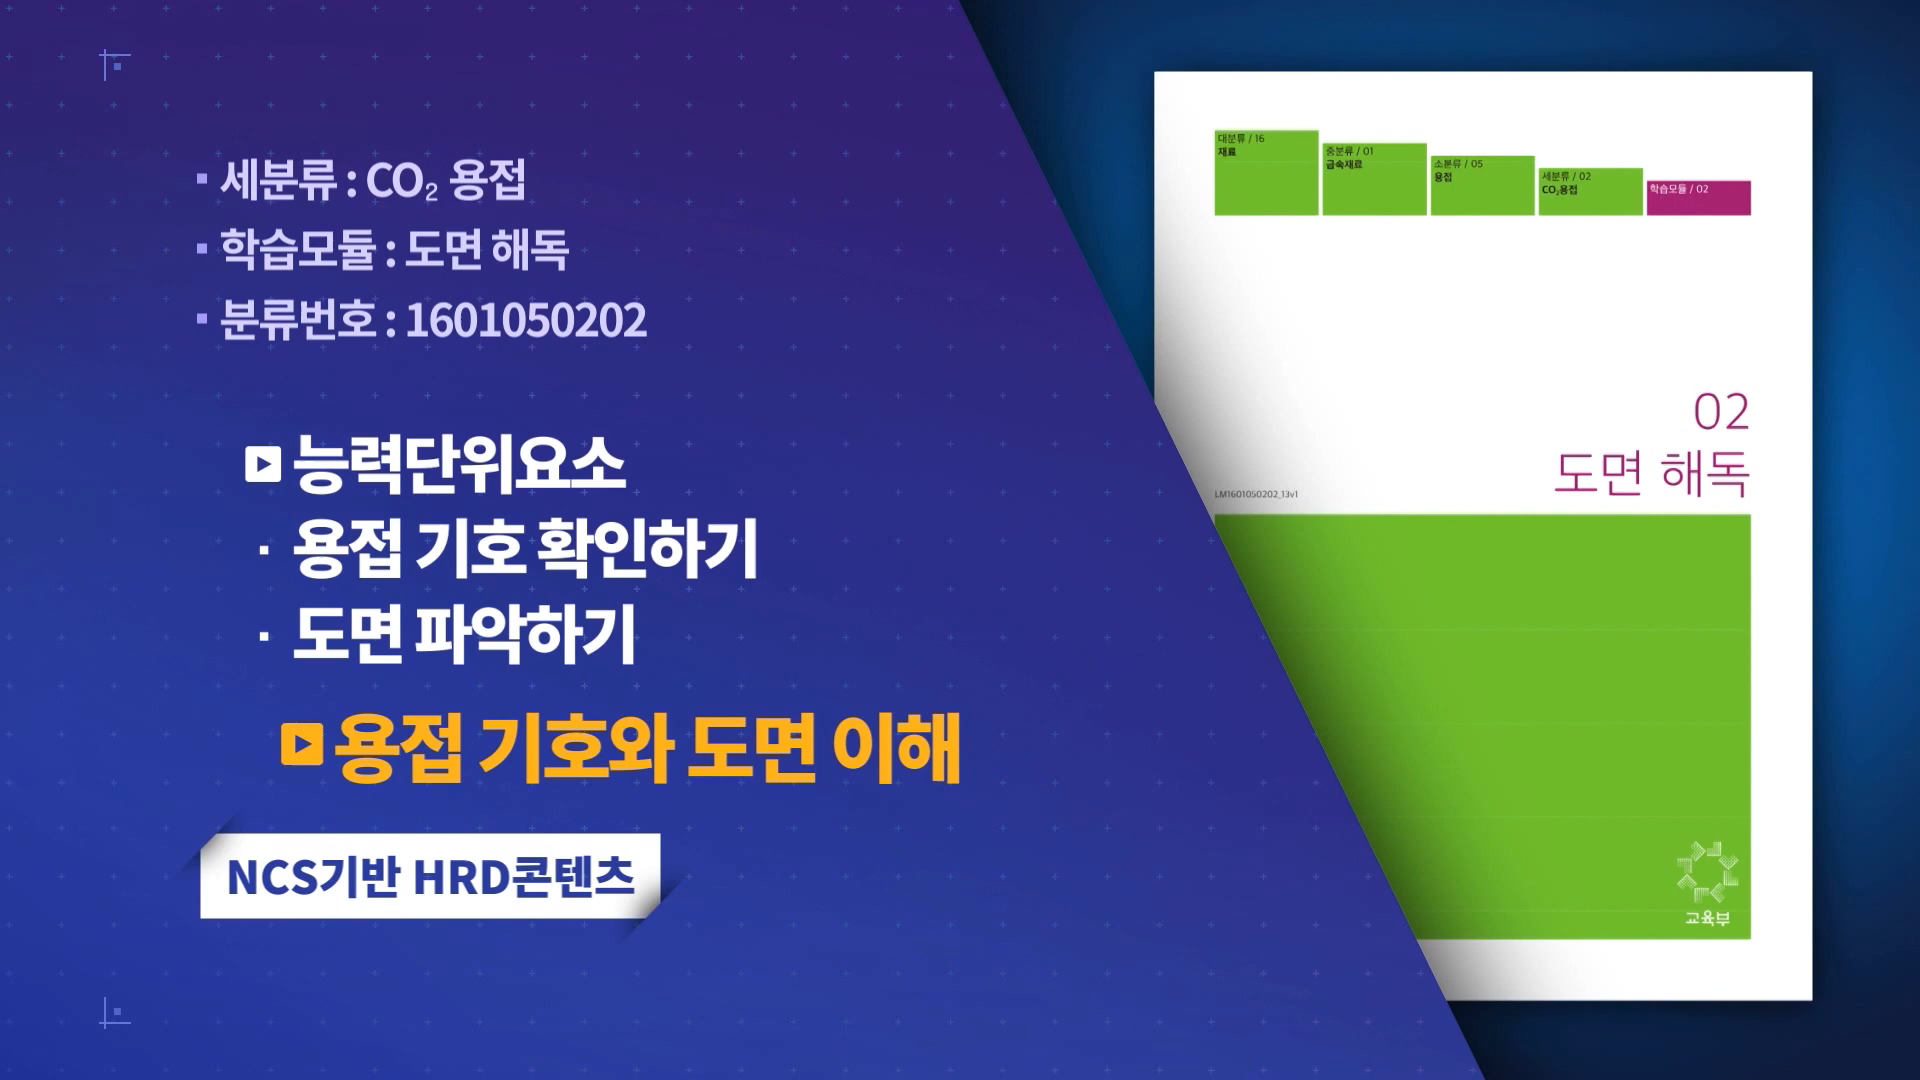 세분류 : CO₂ 용접
학습모듈 : 도면 해독
분류번호 : 1601050202
능력단위요소
· 용접 기호 확인하기
· 도면 파악하기
용접 기호와 도면 이해
NCS기반 HRD콘텐츠
대분류 / 16
재료
중분류 / 01
금속재료
소분류 / 05
용접
세분류 / 02
CO₂용접
학습모듈 / 02
02
도면 해독
LM1601050202_13v1
교육부